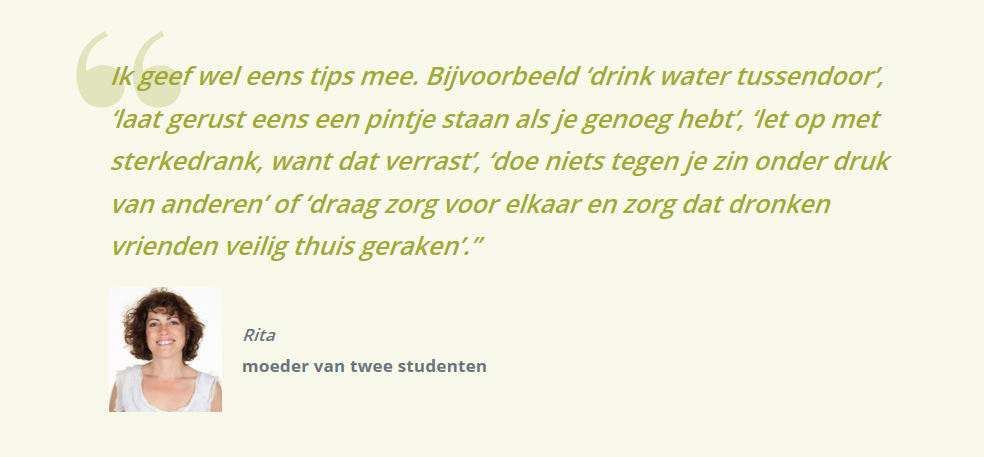 Ik geef wel eens tips mee. Bijvoorbeeld ‘drink water tussendoor’,
‘laat gerust eens een pintje staan als je genoeg hebt’, ‘let op met
sterkedrank, want dat verrast’, ‘doe niets tegen je zin onder druk
van anderen’ of ‘draag zorg voor elkaar en zorg dat dronken
vrienden veilig thuis geraken’.”
Rita
moeder van twee studenten